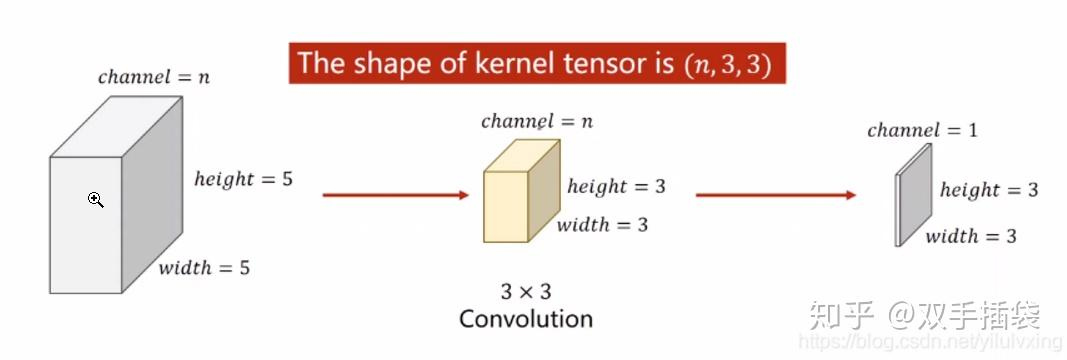 The shape of kernel tensor is (n, 3, 3)
channel = n
height = 5
width = 5
channel = n
height = 3
width = 3
3 × 3
Convolution
channel = 1
height = 3
width = 3
知乎 @双手插袋
https://blog.csdn.net/yilulvxing